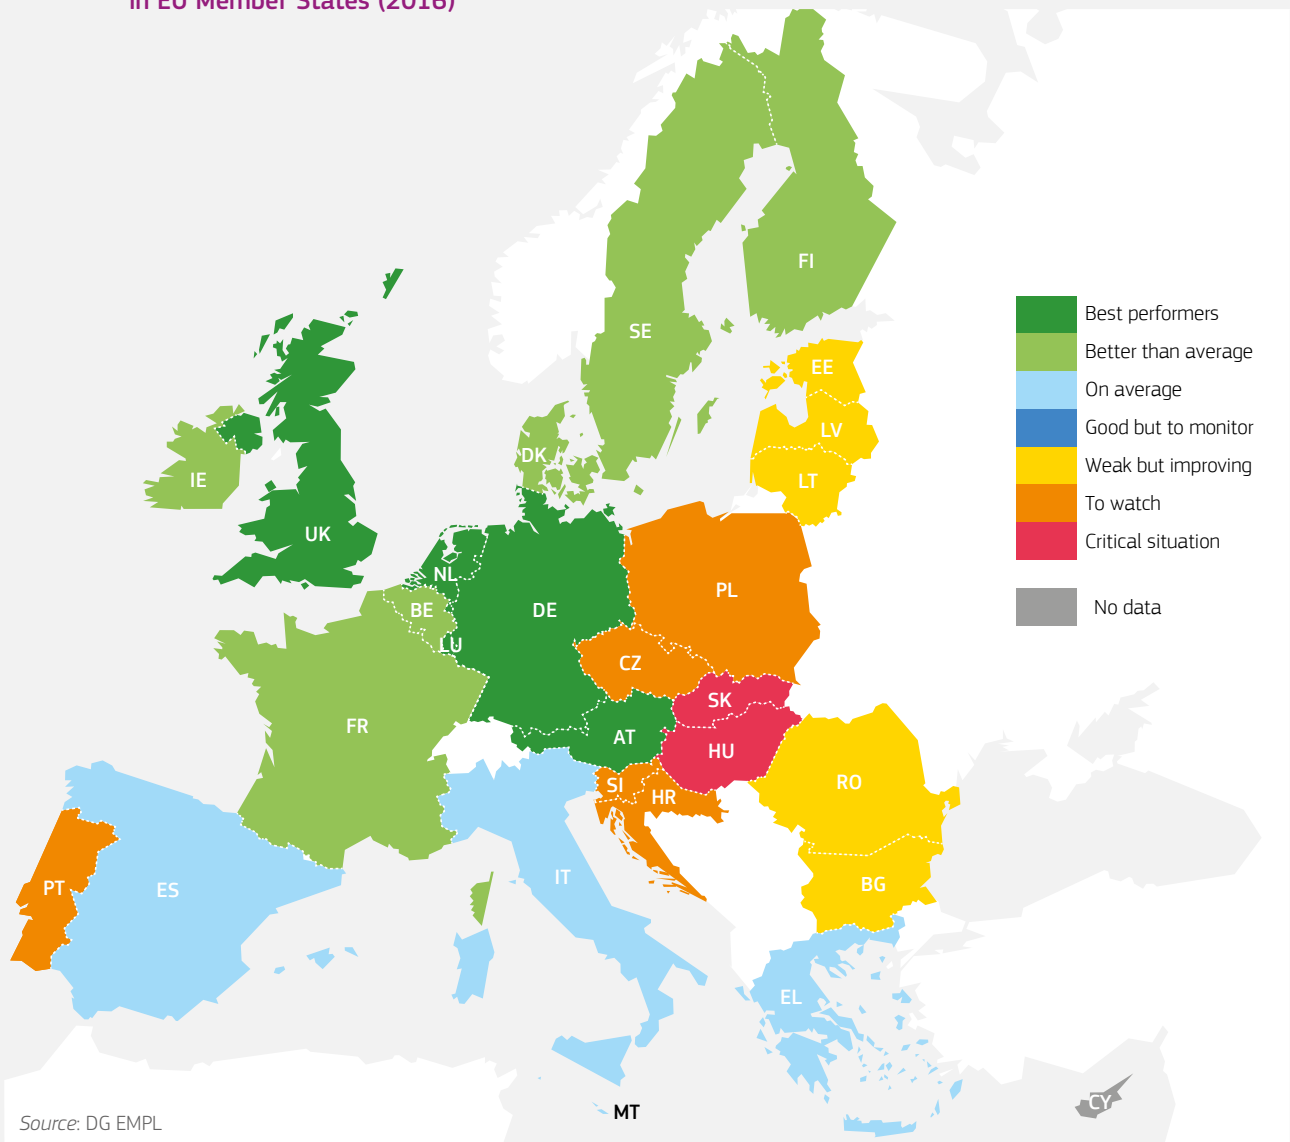 in EU Member States (2016)
FI
SE
Best performers
Better than average
EE
On average
LV
Good but to monitor
DK
Weak but improving
IE
LT
To watch
UK
Critical situation
NL
PL
BE
DE
No data
LU
CZ
SK
FR
AT
HU
SI
HR
RO
IT
BG
PT
ES
EL
CY
MT
Source: DG EMPL